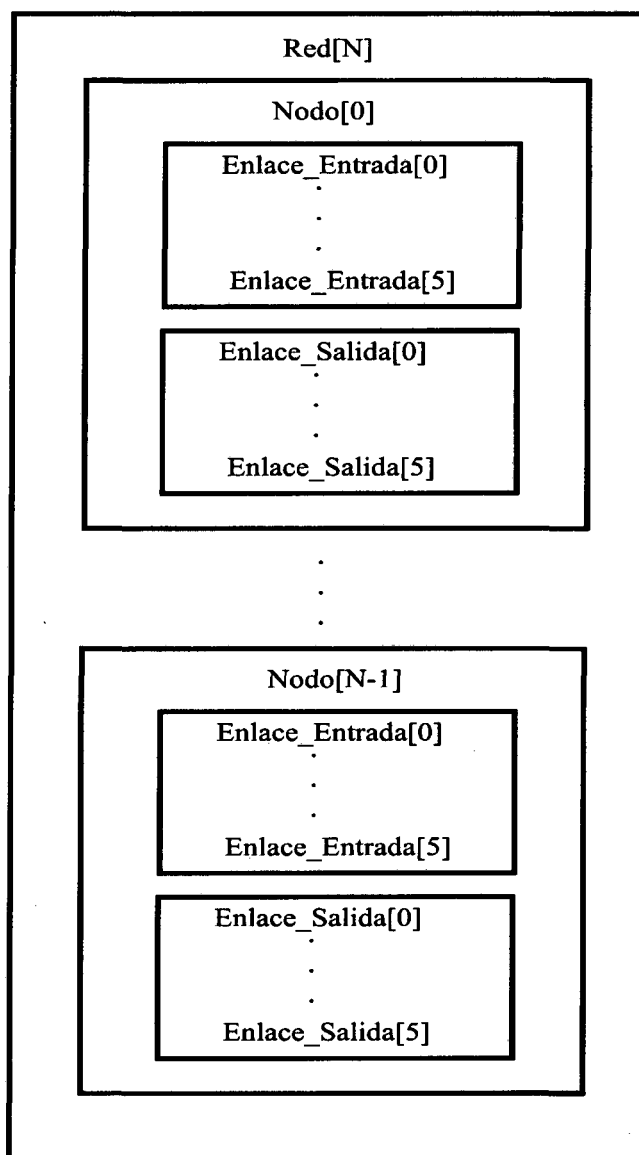 Red[N]
Nodo[0]
Enlace_Entrada[0]
.
.
.
Enlace_Entrada[5]
Enlace_Salida[0]
.
.
.
Enlace_Salida[5]
.
.
.
Nodo[N-1]
Enlace_Entrada[0]
.
.
.
Enlace_Entrada[5]
Enlace_Salida[0]
.
.
.
Enlace_Salida[5]